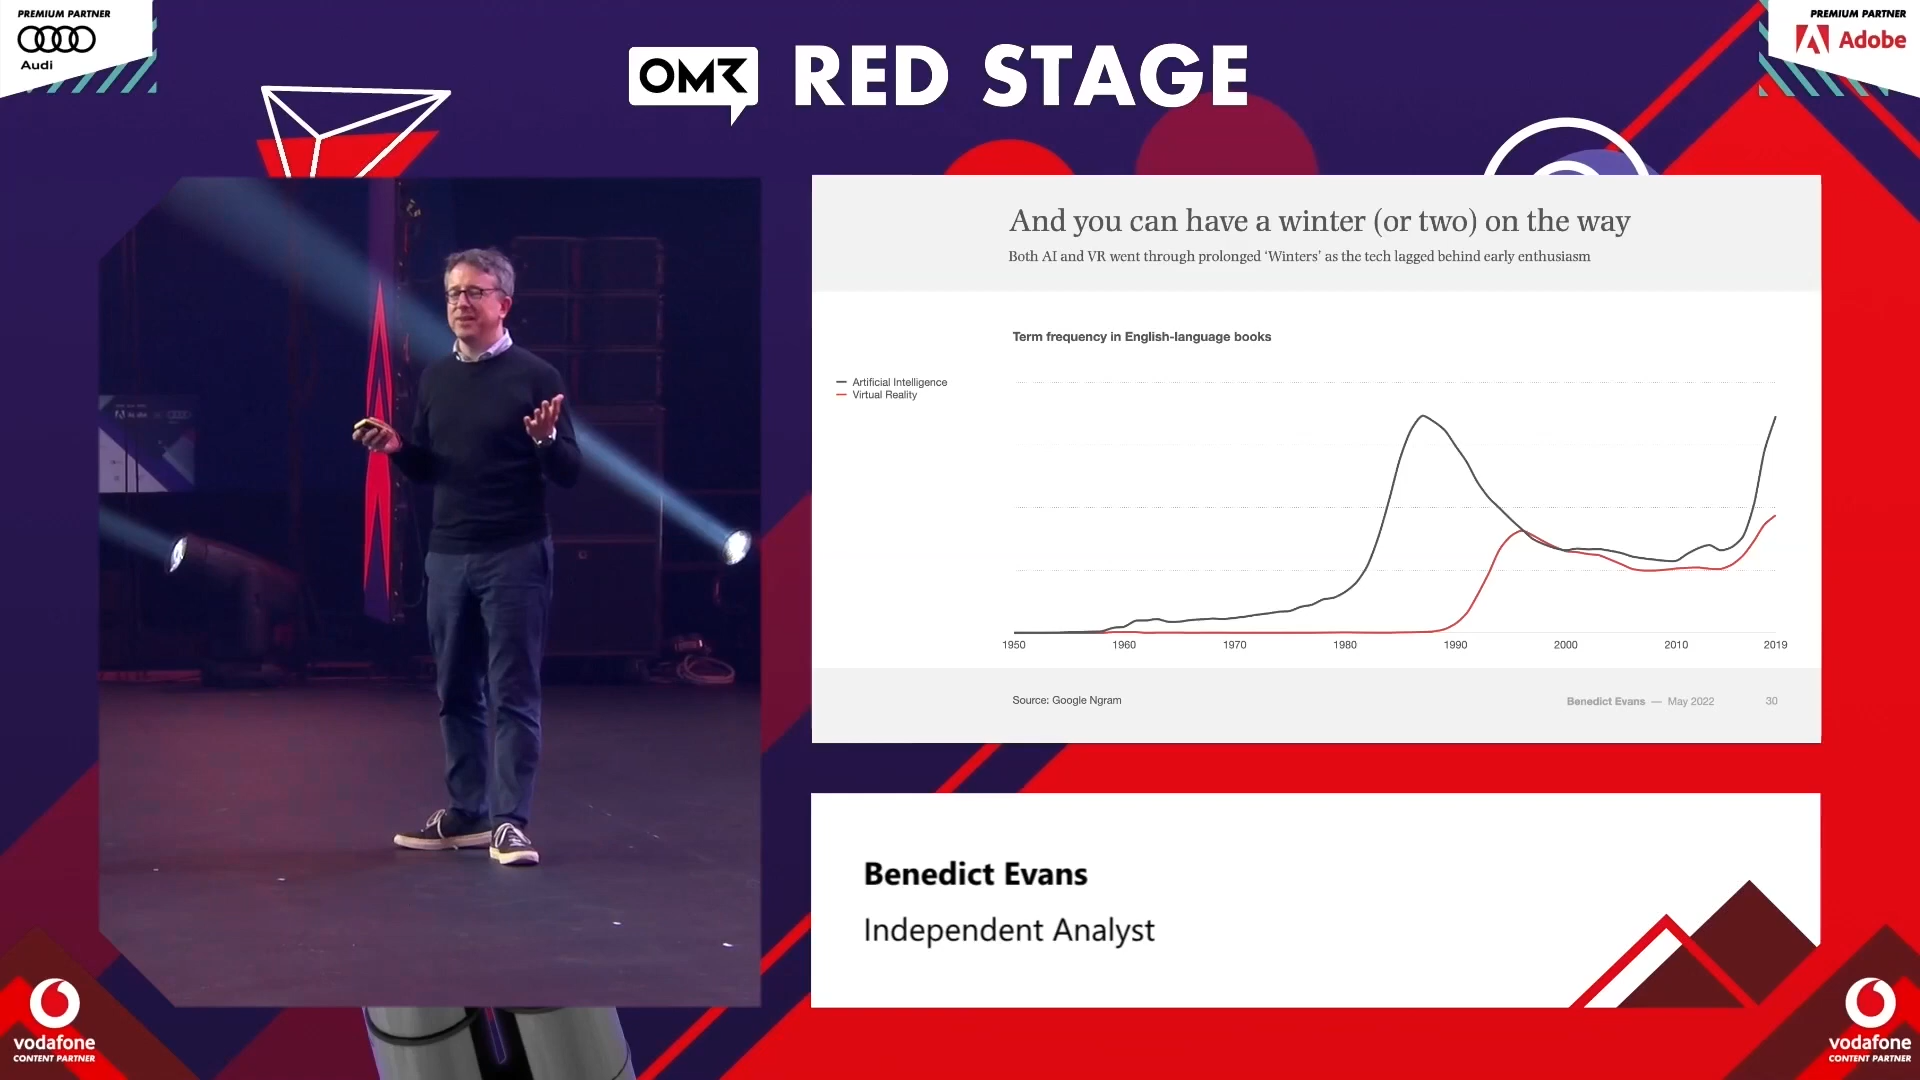 PREMIUM PARTNER
Audi
OMR RED STAGE
PREMIUM PARTNER
Adobe
And you can have a winter (or two) on the way
Both AI and VR went through prolonged ‘Winters’ as the tech lagged behind early enthusiasm
Term frequency in English-language books
Artificial Intelligence
Virtual Reality
1950 1960 1970 1980 1990 2000 2010 2019
Source: Google Ngram
Benedict Evans — May 2022 30
Benedict Evans
Independent Analyst
vodafone
CONTENT PARTNER
vodafone
CONTENT PARTNER